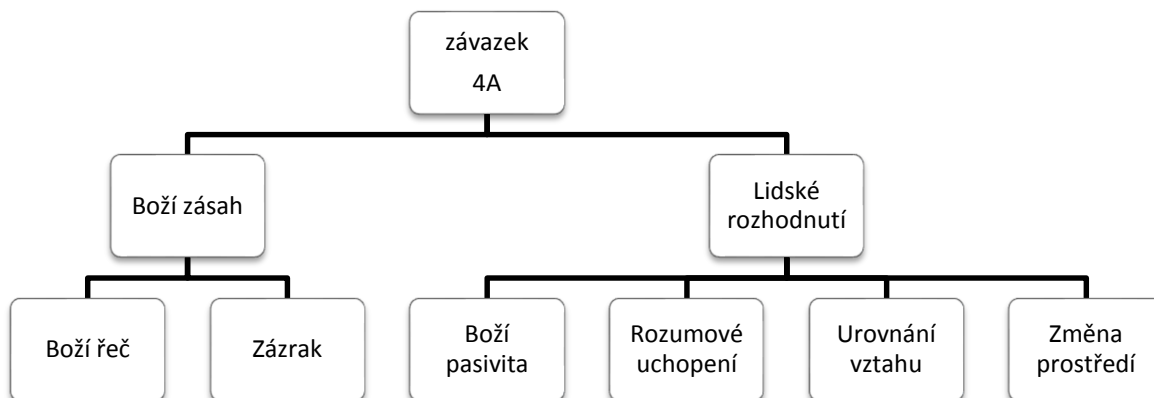 závazek
4A
Boží zásah
Lidské
rozhodnutí
Boží řeč
Zázrak
Boží
pasivita
Rozumové
uchopení
Urovnání
vztahu
Změna
prostředí